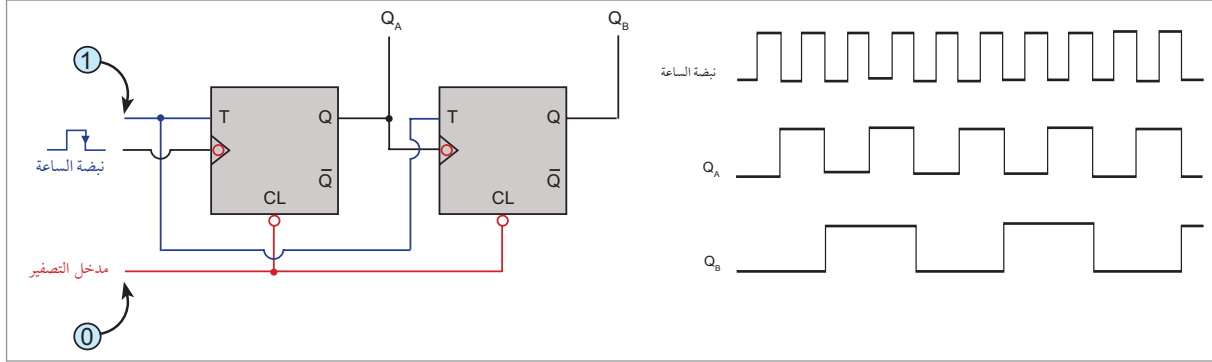 Q_A
Q_B
1
T Q
T Q
نبضة الساعة
Q̅
Q̅
CL
CL
مدخل التصفير
0
نبضة الساعة
Q_A
Q_B